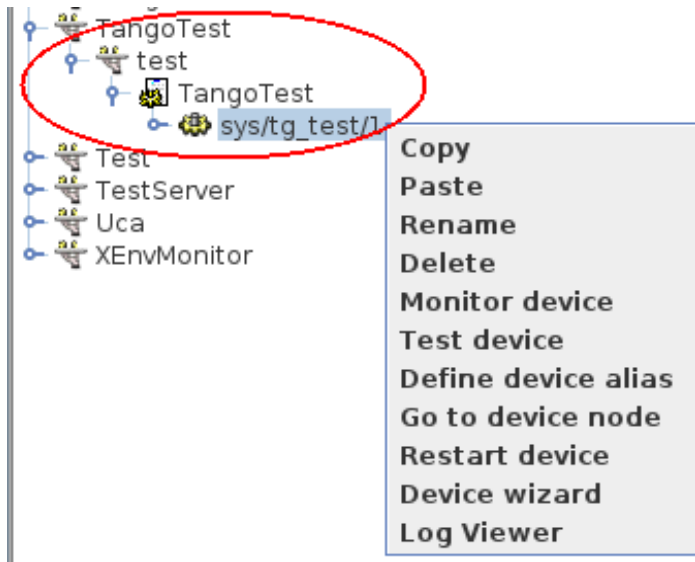 TangoTest
test
TangoTest
sys/tg_test/1
Test
TestServer
Uca
XEnvMonitor
Copy
Paste
Rename
Delete
Monitor device
Test device
Define device alias
Go to device node
Restart device
Device wizard
Log Viewer